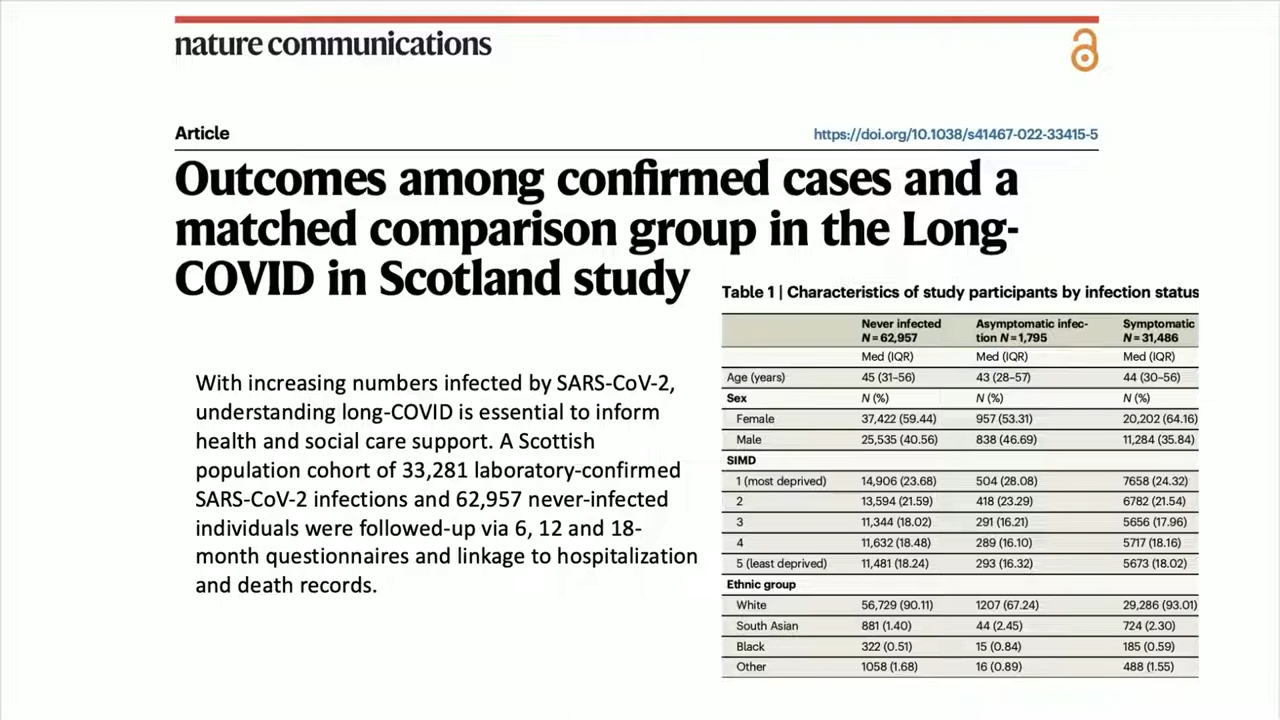 nature communications
Article
https://doi.org/10.1038/s41467-022-33415-5
Outcomes among confirmed cases and a
matched comparison group in the Long-
COVID in Scotland study
With increasing numbers infected by SARS-CoV-2,
understanding long-COVID is essential to inform
health and social care support. A Scottish
population cohort of 33,281 laboratory-confirmed
SARS-CoV-2 infections and 62,957 never-infected
individuals were followed-up via 6, 12 and 18-
month questionnaires and linkage to hospitalization
and death records.
Table 1 | Characteristics of study participants by infection status
Never infected Asymptomatic infec- Symptomatic
N = 62,957 tion N = 1,795 N = 31,486
Med (IQR) Med (IQR) Med (IQR)
Age (years) 45 (31–56) 43 (28–57) 44 (30–56)
Sex N (%) N (%) N (%)
Female 37,422 (59.44) 957 (53.31) 20,202 (64.16)
Male 25,535 (40.56) 838 (46.69) 11,284 (35.84)
SIMD
1 (most deprived) 14,906 (23.68) 504 (28.08) 7658 (24.32)
2 13,594 (21.59) 418 (23.29) 6782 (21.54)
3 11,344 (18.02) 291 (16.21) 5656 (17.96)
4 11,632 (18.48) 289 (16.10) 5717 (18.16)
5 (least deprived) 11,481 (18.24) 293 (16.32) 5673 (18.02)
Ethnic group
White 56,729 (90.11) 1207 (67.24) 29,286 (93.01)
South Asian 881 (1.40) 44 (2.45) 724 (2.30)
Black 322 (0.51) 15 (0.84) 185 (0.59)
Other 1058 (1.68) 16 (0.89) 488 (1.55)